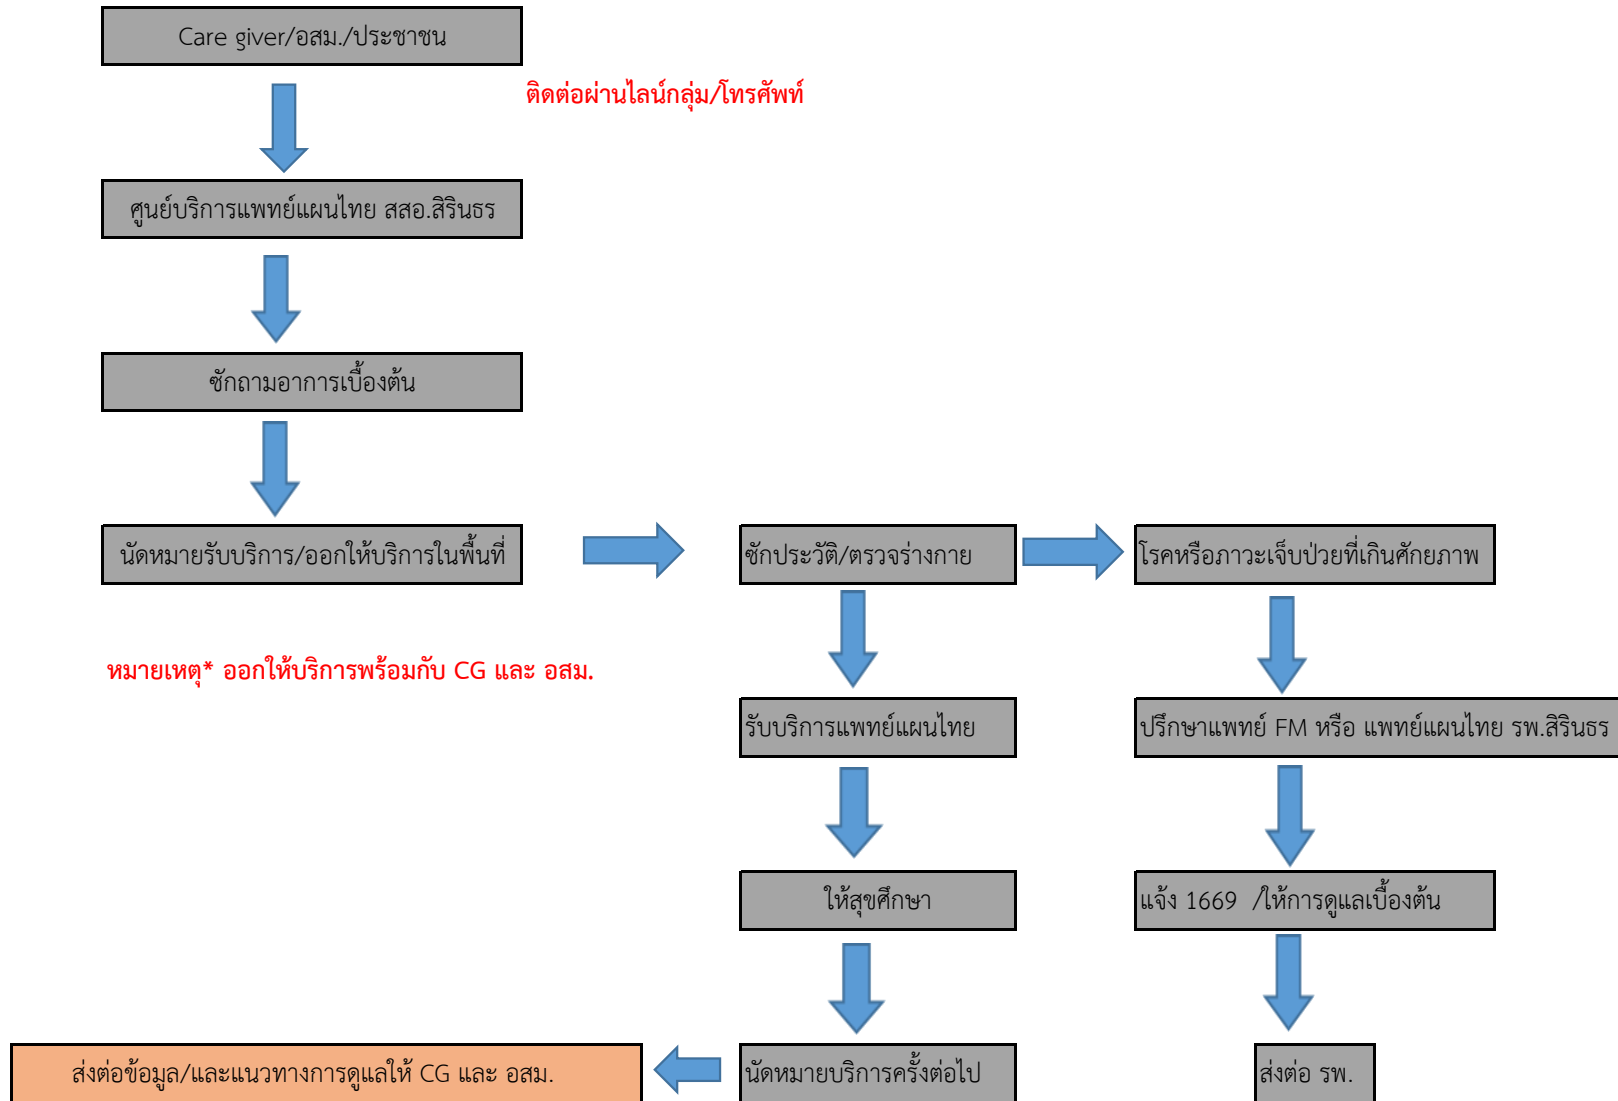 Care giver/อสม./ประชาชน
ติดต่อผ่านไลน์กลุ่ม/โทรศัพท์
ศูนย์บริการแพทย์แผนไทย สสอ.สิรินธร
ซักถามอาการเบื้องต้น
นัดหมายรับบริการ/ออกให้บริการในพื้นที่
ซักประวัติ/ตรวจร่างกาย
โรคหรือภาวะเจ็บป่วยที่เกินศักยภาพ
หมายเหตุ* ออกให้บริการพร้อมกับ CG และ อสม.
รับบริการแพทย์แผนไทย
ปรึกษาแพทย์ FM หรือ แพทย์แผนไทย รพ.สิรินธร
ให้สุขศึกษา
แจ้ง 1669 /ให้การดูแลเบื้องต้น
ส่งต่อข้อมูล/และแนวทางการดูแลให้ CG และ อสม.
นัดหมายบริการครั้งต่อไป
ส่งต่อ รพ.